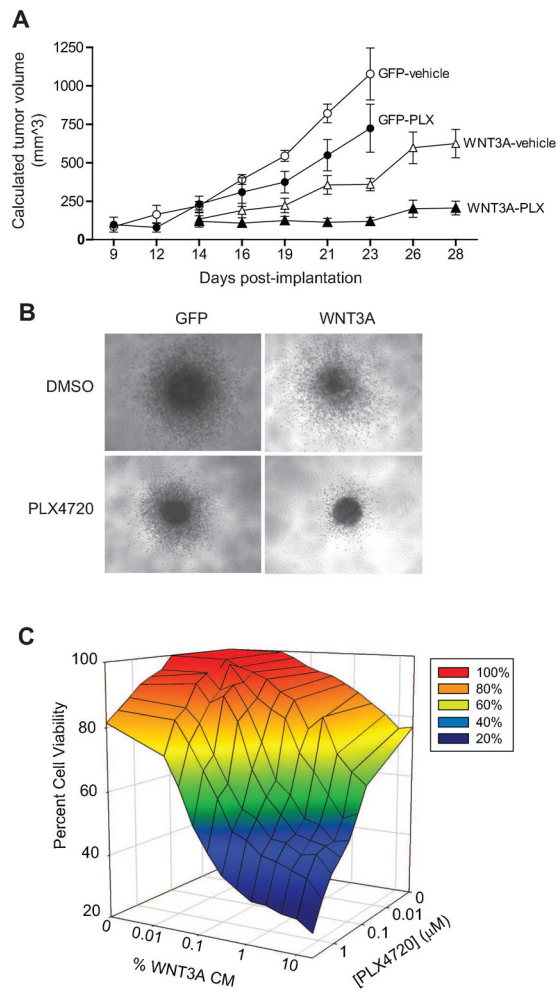 A
Calculated tumor volume
(mm^3)
1250
1000
750
500
250
0
GFP-vehicle
GFP-PLX
WNT3A-vehicle
WNT3A-PLX
9 12 14 16 19 21 23 26 28
Days post-implantation
B
GFP WNT3A
DMSO
PLX4720
C
Percent Cell Viability
100
80
60
40
20
0 0.01 0.1 1 10
% WNT3A CM
1 0.1 0.01 0
[PLX4720] (μM)
100%
80%
60%
40%
20%